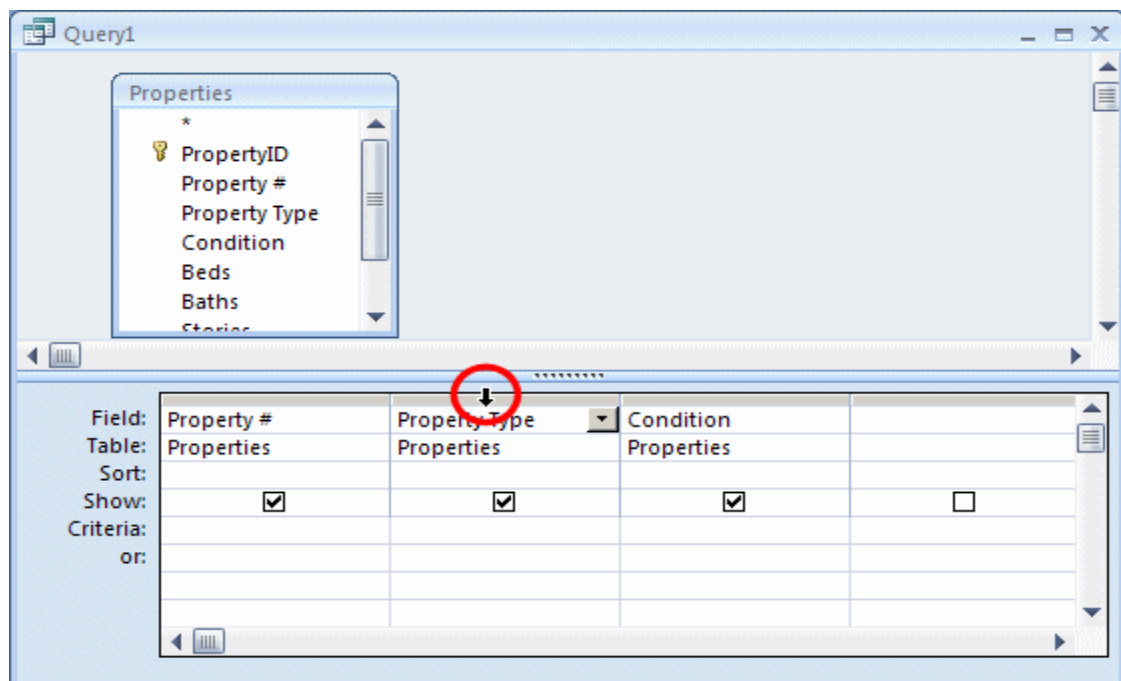 Query1
Properties
*
PropertyID
Property #
Property Type
Condition
Beds
Baths
Stories
Field: Property # Property Type Condition
Table: Properties Properties Properties
Sort:
Show:
Criteria:
or: